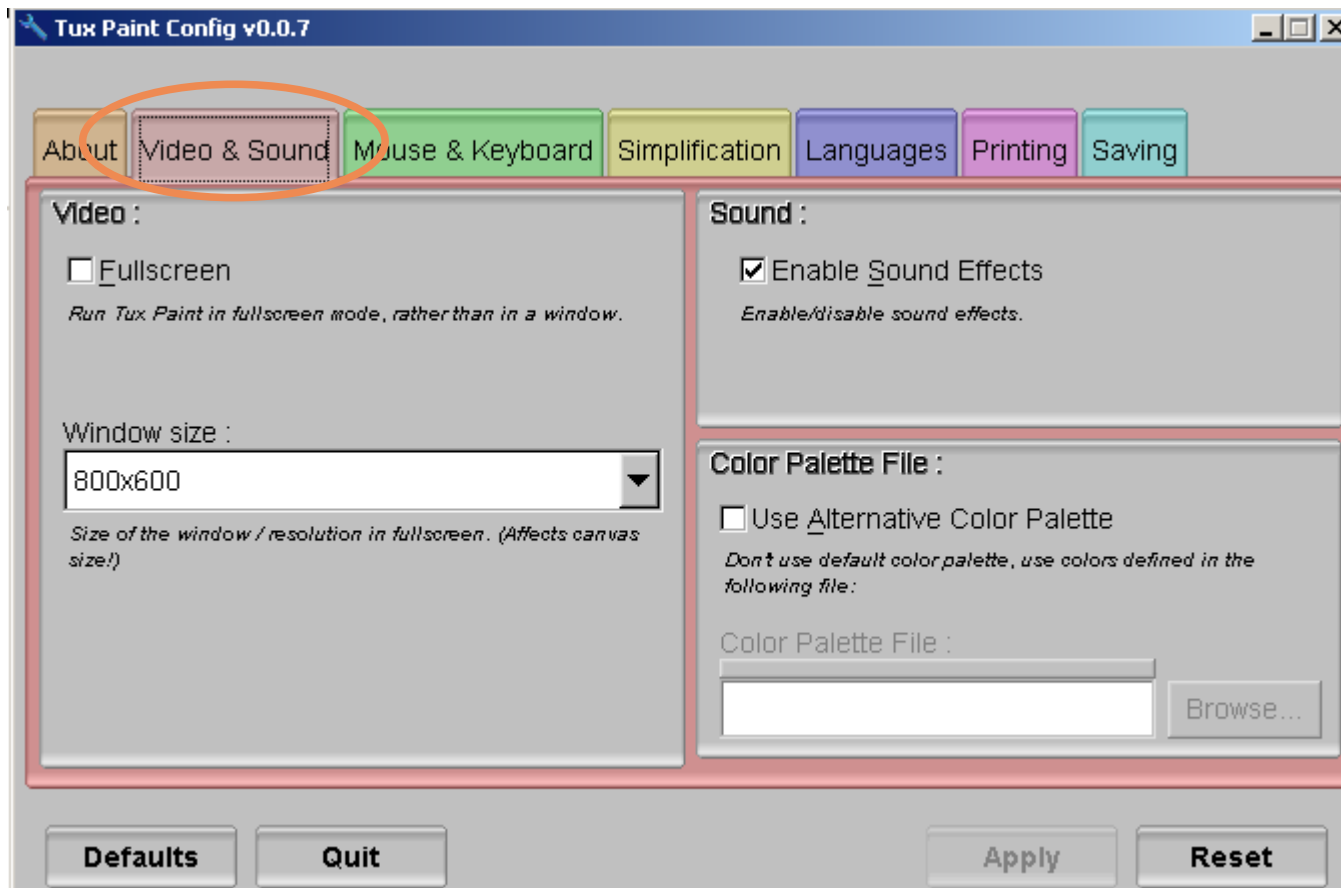 Tux Paint Config v0.0.7
About Video & Sound Mouse & Keyboard Simplification Languages Printing Saving
Video :
Fullscreen
Run Tux Paint in fullscreen mode, rather than in a window.
Window size :
800x600
Size of the window / resolution in fullscreen. (Affects canvas
size!)
Sound :
Enable Sound Effects
Enable/disable sound effects.
Color Palette File :
Use Alternative Color Palette
Don't use default color palette, use colors defined in the
following file:
Color Palette File :
Browse...
Defaults Quit Apply Reset